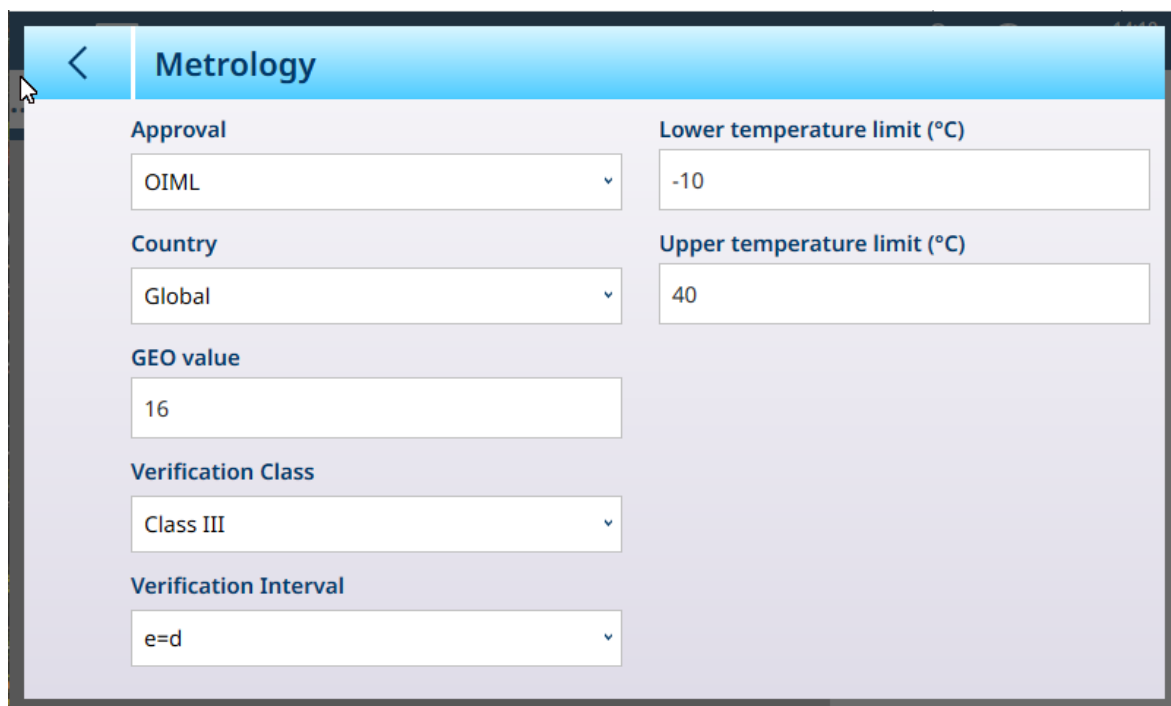 Metrology
Approval
OIML
Country
Global
GEO value
16
Verification Class
Class III
Verification Interval
e=d
Lower temperature limit (°C)
-10
Upper temperature limit (°C)
40